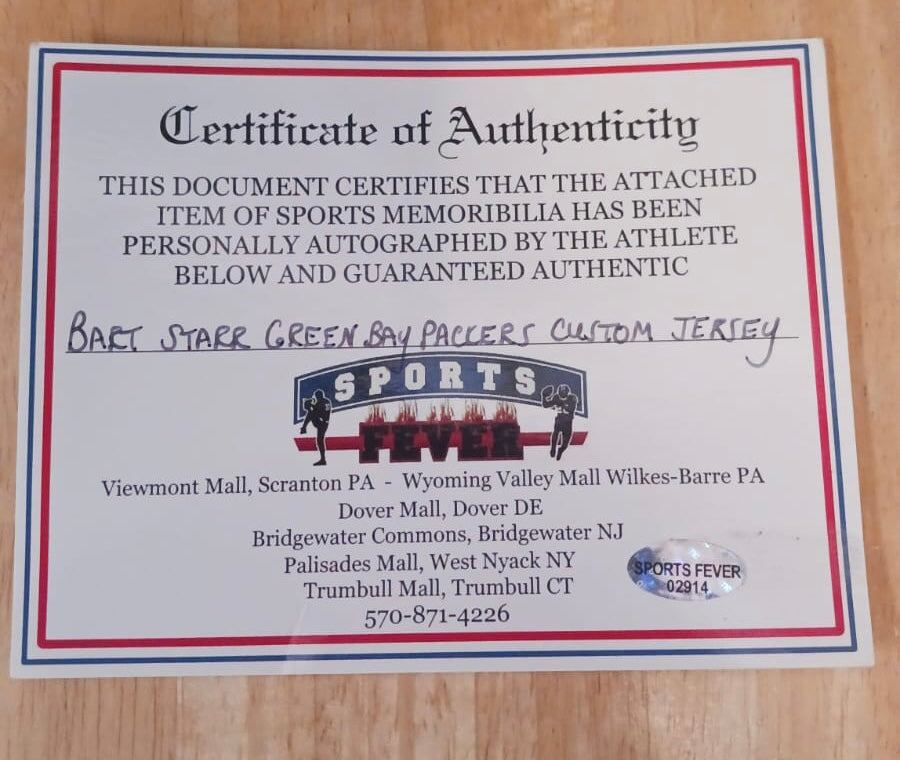 Certificate of Authenticity
THIS DOCUMENT CERTIFIES THAT THE ATTACHED
ITEM OF SPORTS MEMORIBILIA HAS BEEN
PERSONALLY AUTOGRAPHED BY THE ATHLETE
BELOW AND GUARANTEED AUTHENTIC
BART STARR GREEN BAY PACKERS CUSTOM JERSEY
SPORTS
FEVER
Viewmont Mall, Scranton PA - Wyoming Valley Mall Wilkes-Barre PA
Dover Mall, Dover DE
Bridgewater Commons, Bridgewater NJ
Palisades Mall, West Nyack NY
Trumbull Mall, Trumbull CT
570-871-4226
SPORTS FEVER
02914